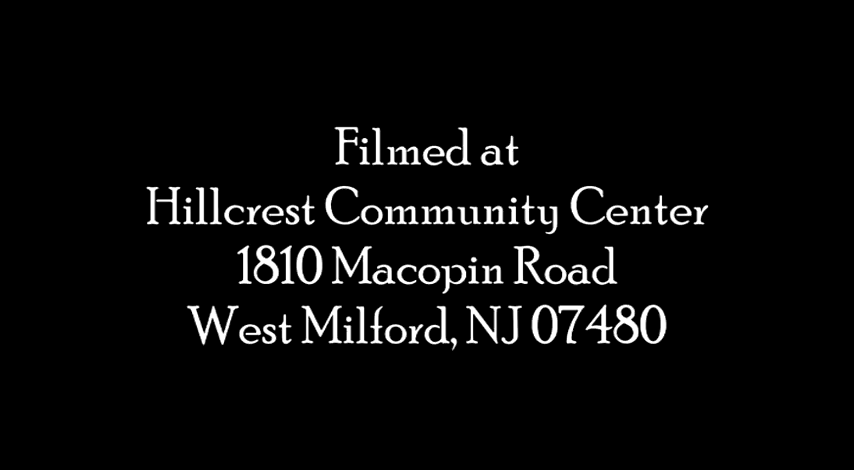 Filmed at
Hillcrest Community Center
1810 Macopin Road
West Milford, NJ 07480